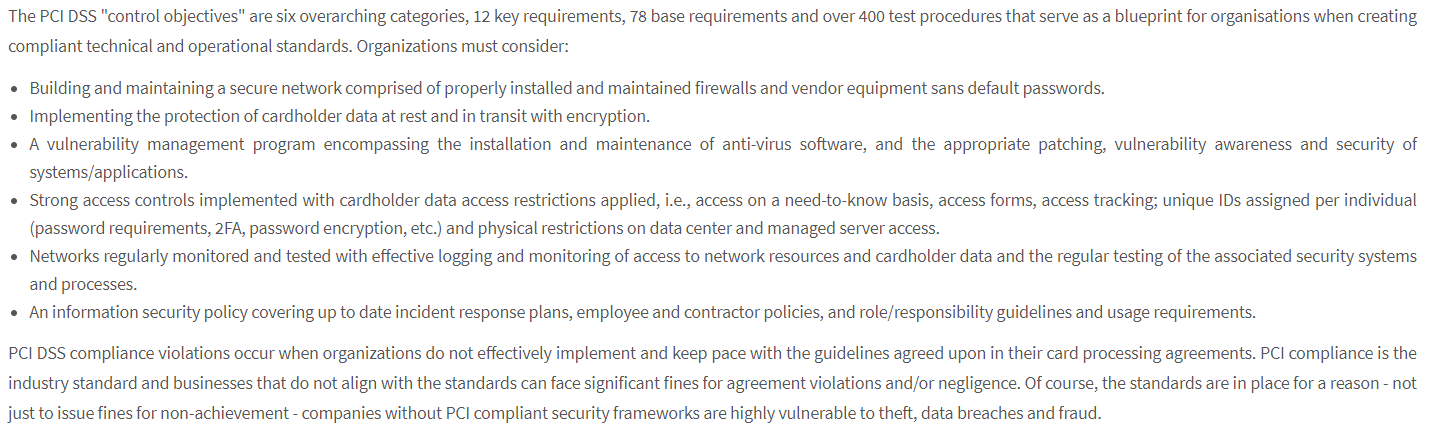 The PCI DSS "control objectives" are six overarching categories, 12 key requirements, 78 base requirements and over 400 test procedures that serve as a blueprint for organisations when creating
compliant technical and operational standards. Organizations must consider:
• Building and maintaining a secure network comprised of properly installed and maintained firewalls and vendor equipment sans default passwords.
• Implementing the protection of cardholder data at rest and in transit with encryption.
• A vulnerability management program encompassing the installation and maintenance of anti-virus software, and the appropriate patching, vulnerability awareness and security of
systems/applications.
• Strong access controls implemented with cardholder data access restrictions applied, i.e., access on a need-to-know basis, access forms, access tracking; unique IDs assigned per individual
(password requirements, 2FA, password encryption, etc.) and physical restrictions on data center and managed server access.
• Networks regularly monitored and tested with effective logging and monitoring of access to network resources and cardholder data and the regular testing of the associated security systems
and processes.
• An information security policy covering up to date incident response plans, employee and contractor policies, and role/responsibility guidelines and usage requirements.
PCI DSS compliance violations occur when organizations do not effectively implement and keep pace with the guidelines agreed upon in their card processing agreements. PCI compliance is the
industry standard and businesses that do not align with the standards can face significant fines for agreement violations and/or negligence. Of course, the standards are in place for a reason - not
just to issue fines for non-achievement - companies without PCI compliant security frameworks are highly vulnerable to theft, data breaches and fraud.